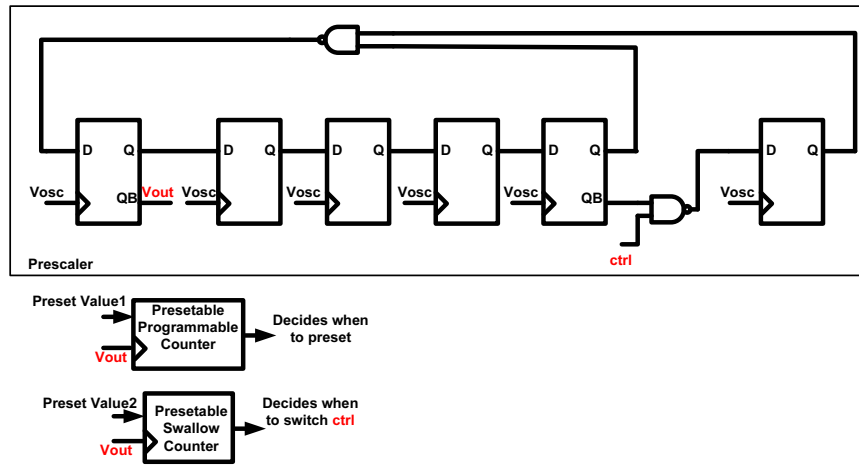 D Q D Q D Q D Q D Q D Q
Vosc QB Vout Vosc Vosc Vosc Vosc QB Vosc
ctrl
Prescaler
Preset Value1
Presetable
Programmable
Counter
Vout
Decides when
to preset
Preset Value2
Presetable
Swallow
Counter
Vout
Decides when
to switch ctrl